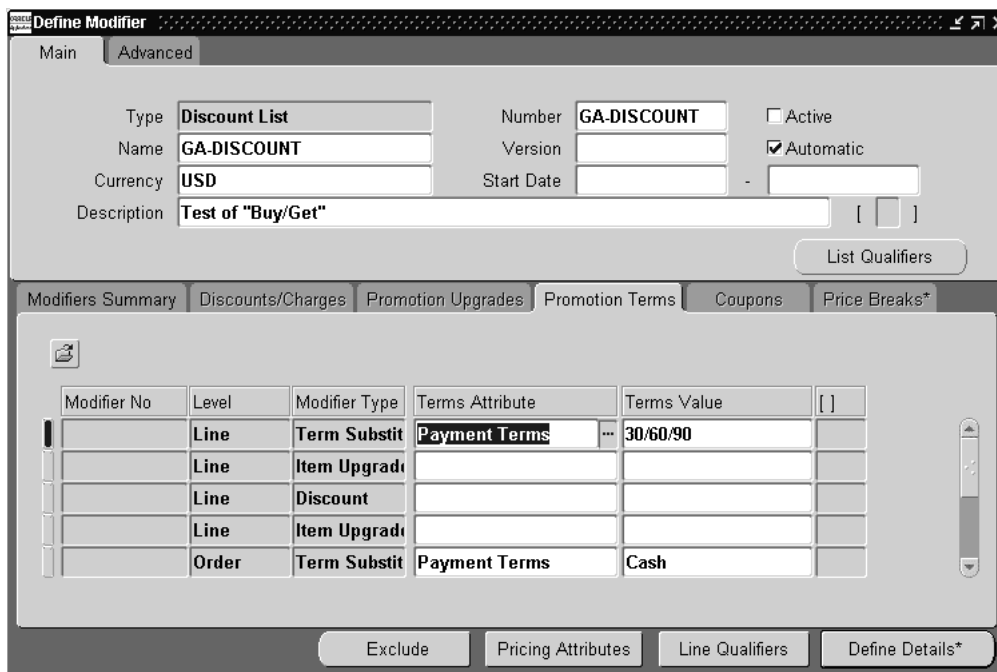 Define Modifier
Main Advanced
Type Discount List Number GA-DISCOUNT Active
Name GA-DISCOUNT Version Automatic
Currency USD Start Date -
Description Test of "Buy/Get" [ ]
List Qualifiers
Modifiers Summary Discounts/Charges Promotion Upgrades Promotion Terms Coupons Price Breaks*
Modifier No Level Modifier Type Terms Attribute Terms Value [ ]
Line Term Substit Payment Terms ... 30/60/90
Line Item Upgrade
Line Discount
Line Item Upgrade
Order Term Substit Payment Terms Cash
Exclude Pricing Attributes Line Qualifiers Define Details*